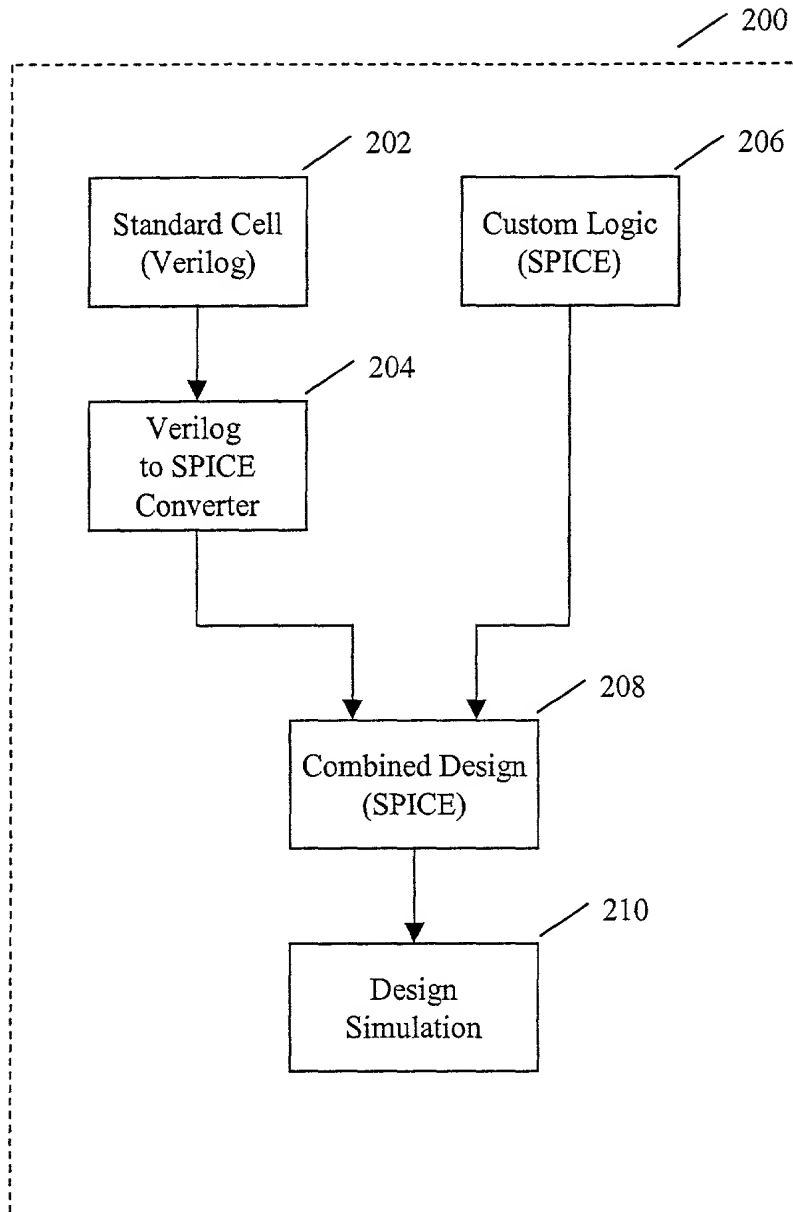 200
202
206
Standard Cell
(Verilog)
Custom Logic
(SPICE)
204
Verilog
to SPICE
Converter
208
Combined Design
(SPICE)
210
Design
Simulation